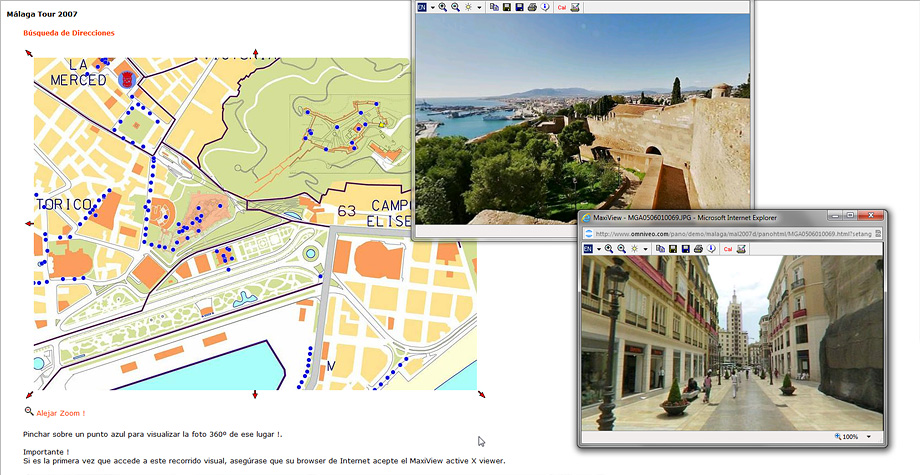 Málaga Tour 2007
Búsqueda de Direcciones
LA
MERCED
TORICO
63
CAMP
ELISE
EN
Cal
MaxiView - MGA0506010069.JPG - Microsoft Internet Explorer
http://www.omniveo.com/pano/demo/malaga/mal2007d/panohtml/MGA0506010069.html?setang
EN
Cal
100%
Alejar Zoom !
Pinchar sobre un punto azul para visualizar la foto 360º de ese lugar !.
Importante !
Si es la primera vez que accede a este recorrido visual, asegúrase que su browser de Internet acepte el MaxiView active X viewer.